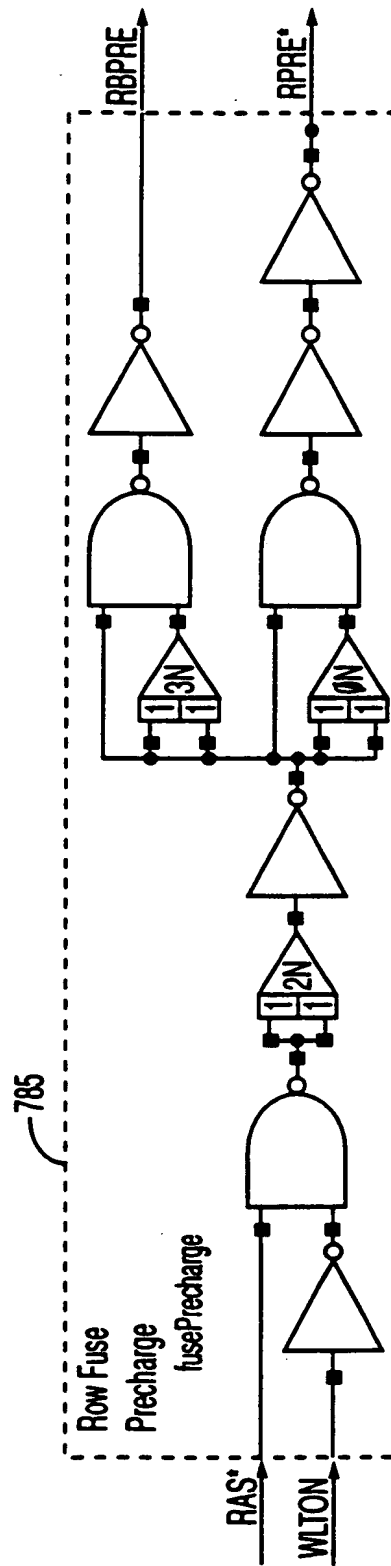 785
Row Fuse
Precharge
fusePrecharge
RAS*
WLTON
1
1
2N
1
1
3N
1
1
0N
RBPRE
RPRE*